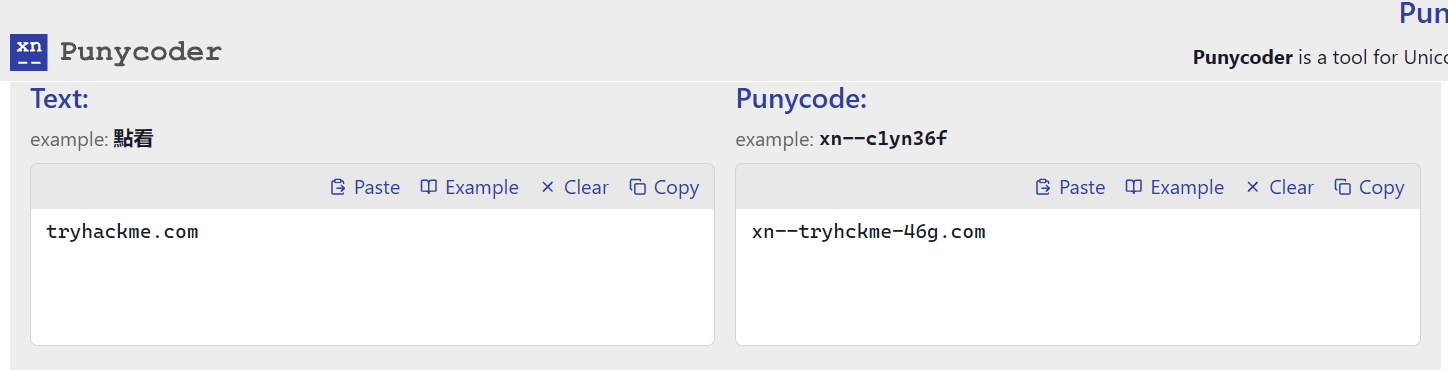 Pun
xn--
Punycoder
Punycoder is a tool for Unic
Text:
example: 點看
Paste Example Clear Copy
tryhackme.com
Punycode:
example: xn--c1yn36f
Paste Example Clear Copy
xn--tryhckme-46g.com